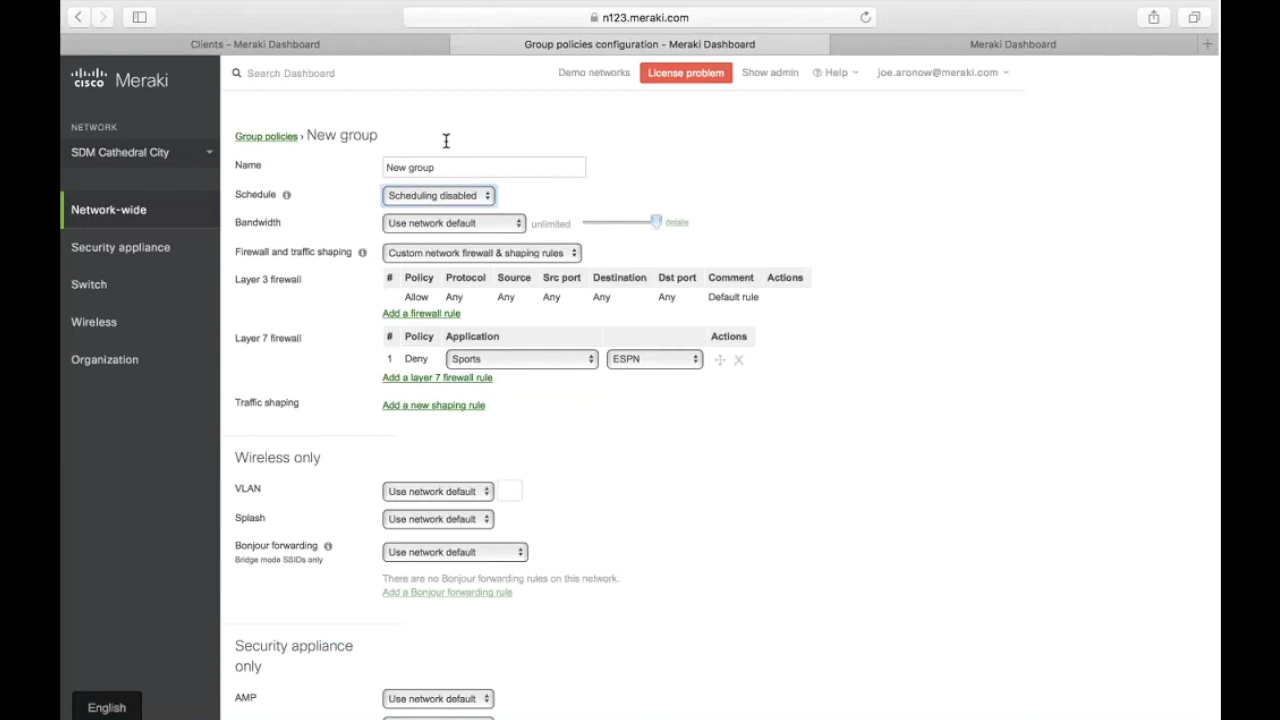 n123.meraki.com
Clients - Meraki Dashboard
Group policies configuration - Meraki Dashboard
Meraki Dashboard
CISCO Meraki
Search Dashboard
Demo networks
License problem
Show admin
Help
joe.aronow@meraki.com
NETWORK
SDM Cathedral City
Network-wide
Security appliance
Switch
Wireless
Organization
English
Group policies › New group
Name New group
Schedule Scheduling disabled
Bandwidth Use network default unlimited details
Firewall and traffic shaping Custom network firewall & shaping rules
Layer 3 firewall # Policy Protocol Source Src port Destination Dst port Comment Actions
Allow Any Any Any Any Any Default rule
Add a firewall rule
Layer 7 firewall # Policy Application Actions
1 Deny Sports ESPN
Add a layer 7 firewall rule
Traffic shaping Add a new shaping rule
Wireless only
VLAN Use network default
Splash Use network default
Bonjour forwarding Use network default
Bridge mode SSIDs only
There are no Bonjour forwarding rules on this network.
Add a Bonjour forwarding rule
Security appliance
only
AMP Use network default